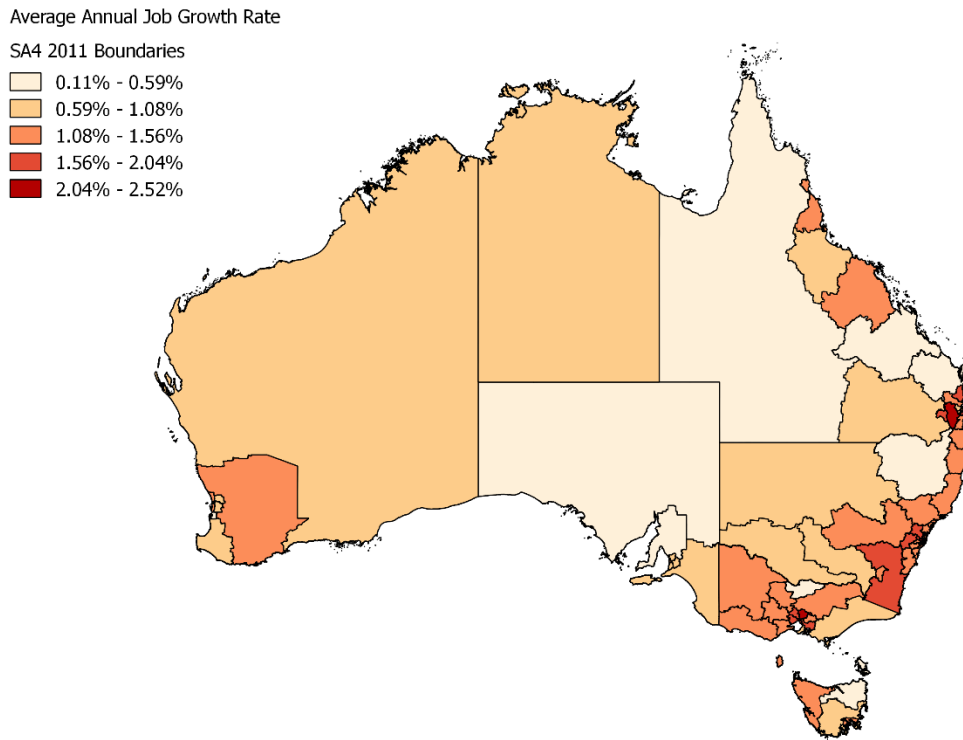 Average Annual Job Growth Rate
SA4 2011 Boundaries
0.11% - 0.59%
0.59% - 1.08%
1.08% - 1.56%
1.56% - 2.04%
2.04% - 2.52%